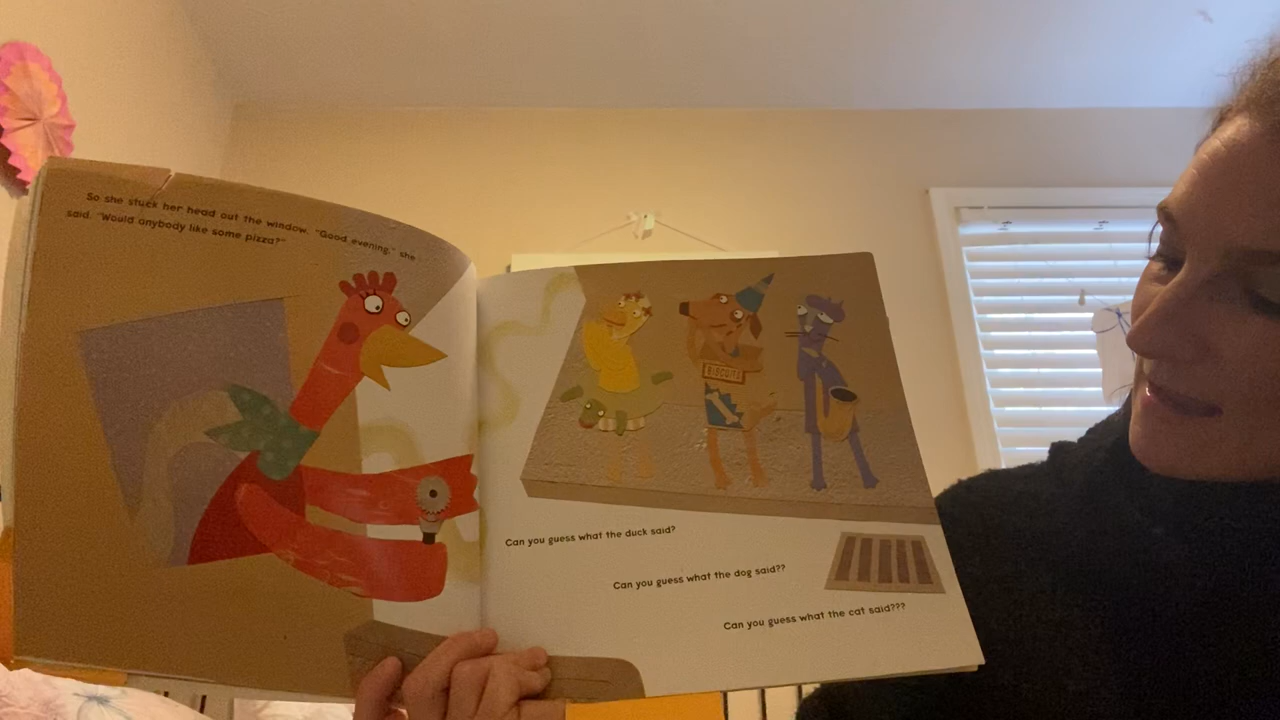 So she stuck her head out the window. "Good evening," she
said. "Would anybody like some pizza?"
BISCUITS
Can you guess what the duck said?
Can you guess what the dog said??
Can you guess what the cat said???